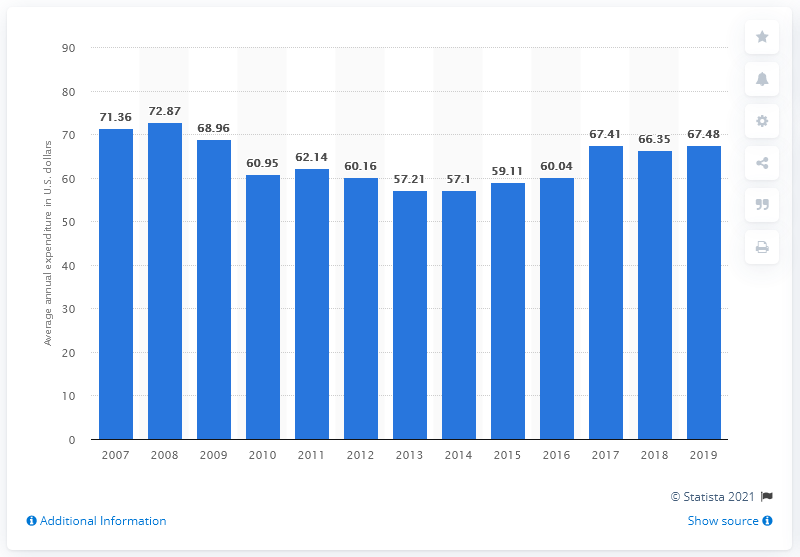 90
80
70
60
50
40
30
20
10
0
Average annual expenditure in U.S. dollars
71.36 72.87 68.96 60.95 62.14 60.16 57.21 57.1 59.11 60.04 67.41 66.35 67.48
2007 2008 2009 2010 2011 2012 2013 2014 2015 2016 2017 2018 2019
© Statista 2021
Additional Information Show source